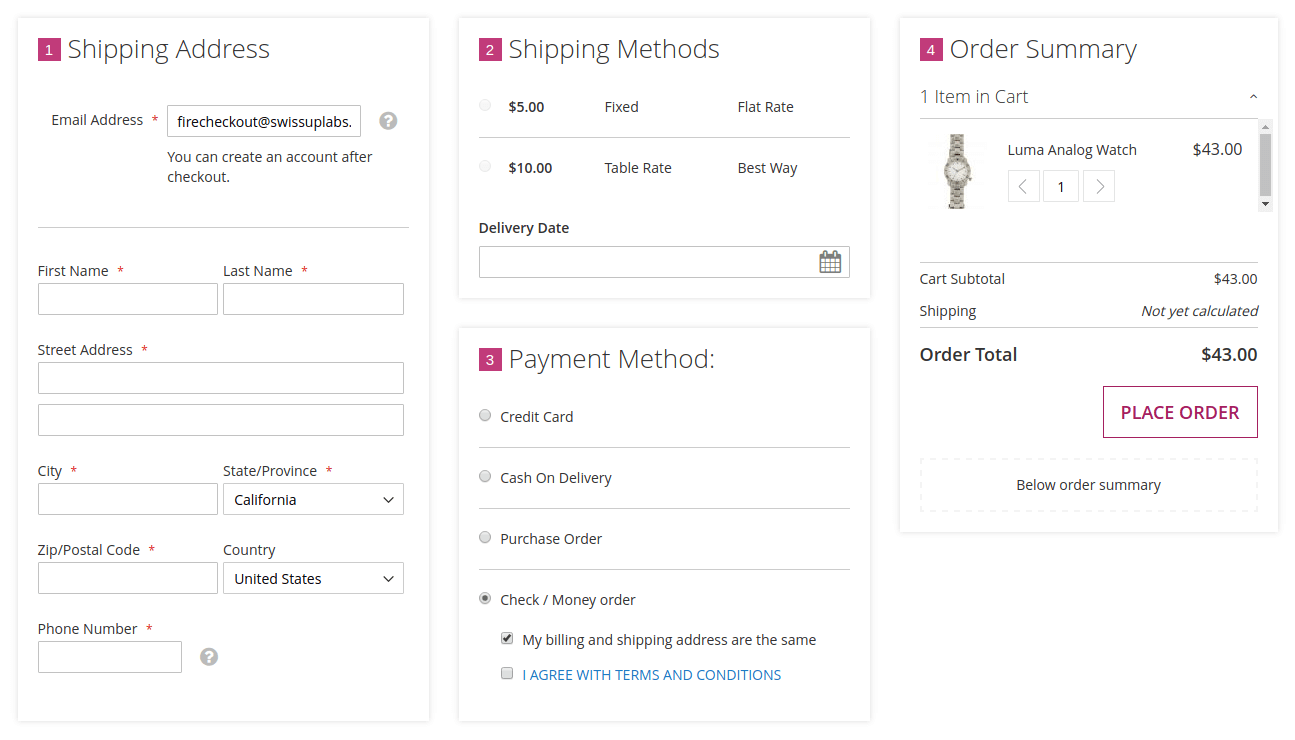 1 Shipping Address
Email Address *
firecheckout@swissuplabs.
?
You can create an account after
checkout.
First Name * Last Name *
Street Address *
City * State/Province *
California
Zip/Postal Code * Country
United States
Phone Number *
?
2 Shipping Methods
$5.00 Fixed Flat Rate
$10.00 Table Rate Best Way
Delivery Date
3 Payment Method:
Credit Card
Cash On Delivery
Purchase Order
Check / Money order
My billing and shipping address are the same
I AGREE WITH TERMS AND CONDITIONS
4 Order Summary
1 Item in Cart
Luma Analog Watch $43.00
1
Cart Subtotal $43.00
Shipping Not yet calculated
Order Total $43.00
PLACE ORDER
Below order summary